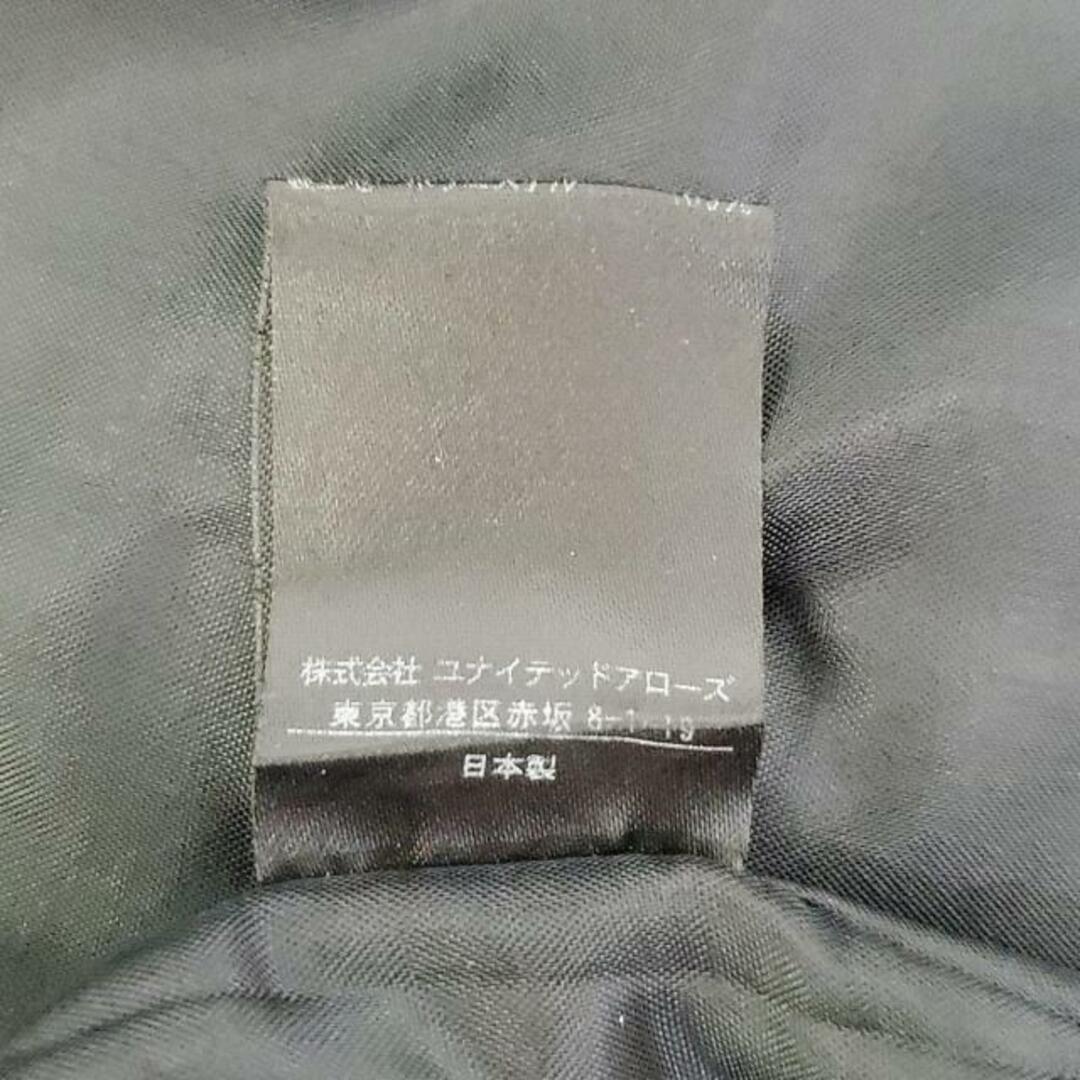 株式会社 ユナイテッドアローズ
東京都港区赤坂 8-1-19
日本製